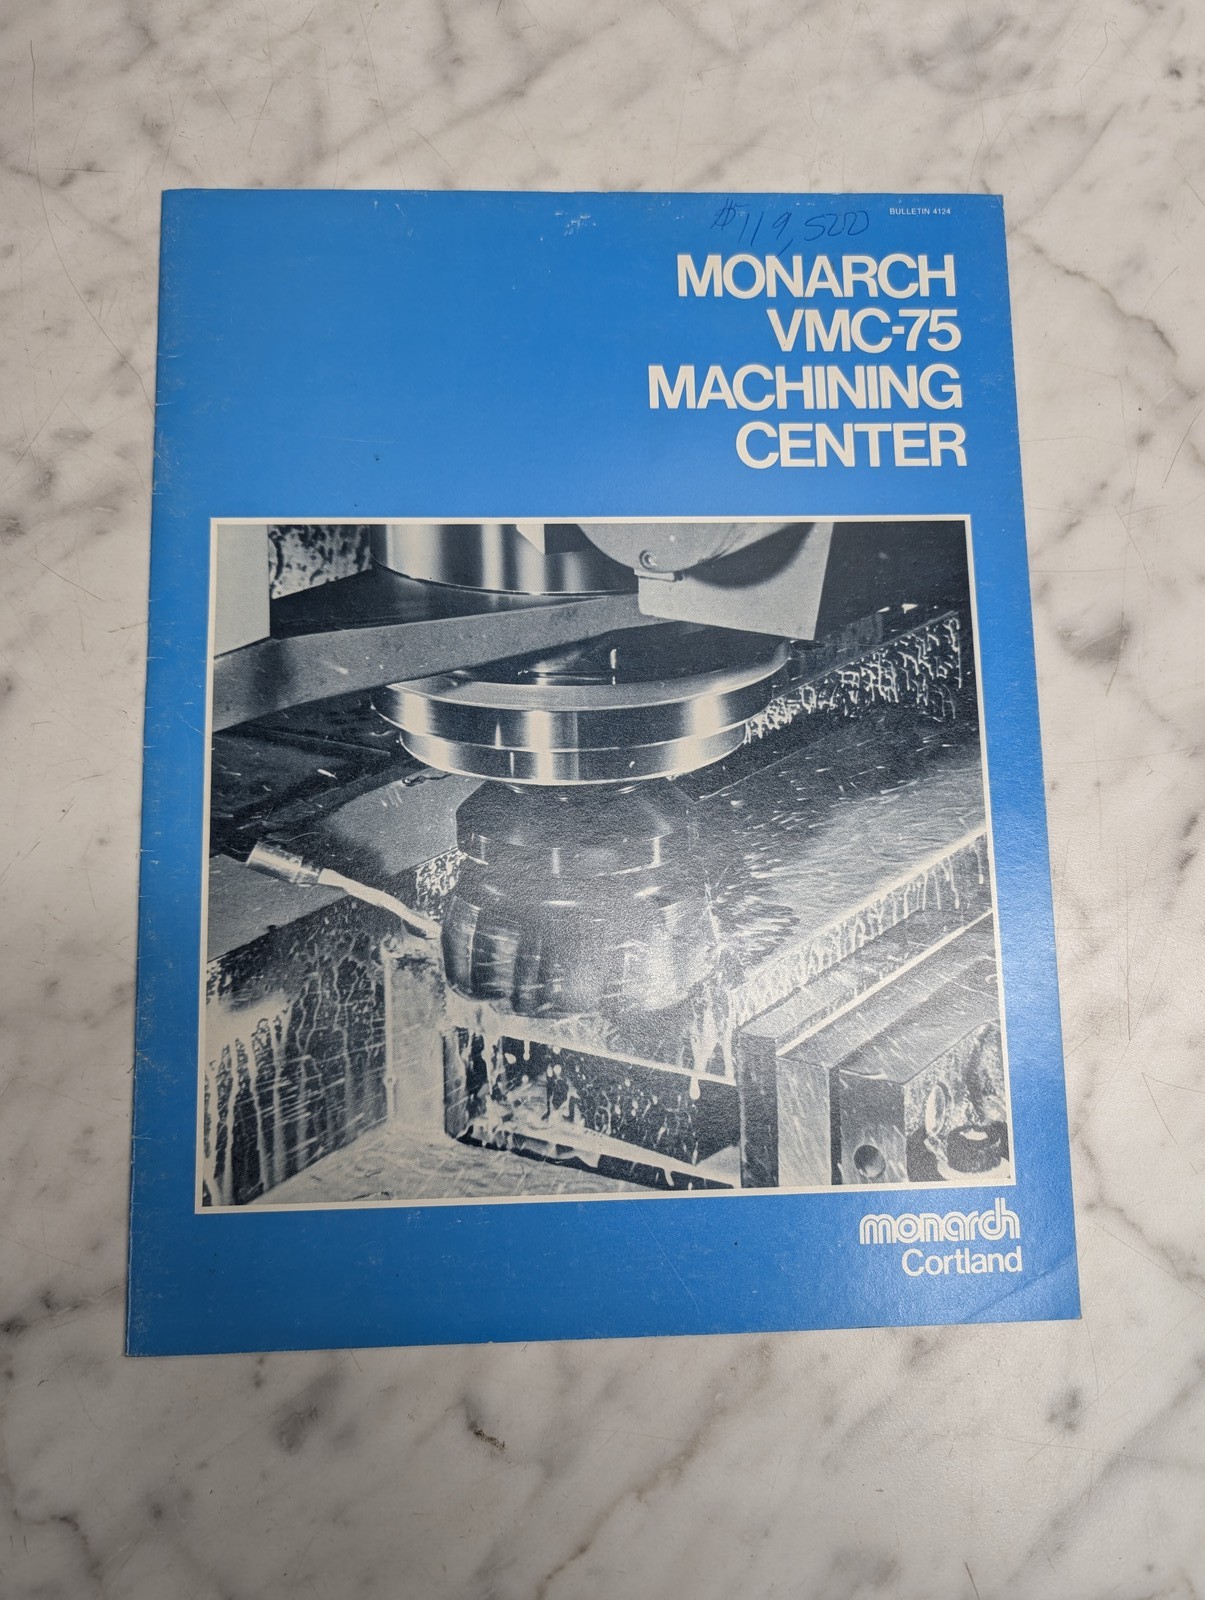 $119,500
BULLETIN 4124
MONARCH
VMC-75
MACHINING
CENTER
monarch
Cortland